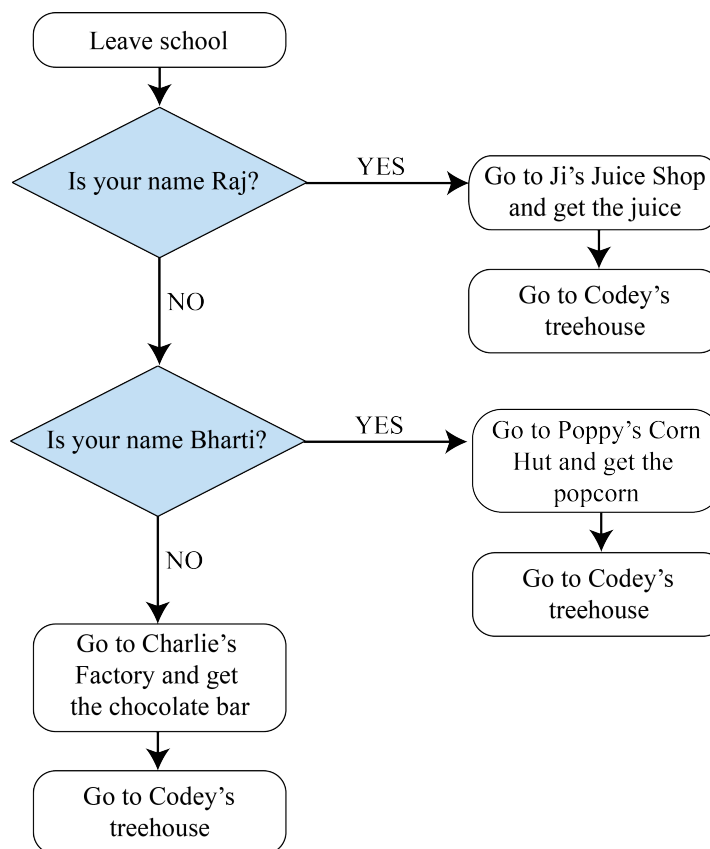 Leave school
Is your name Raj?
YES
Go to Ji’s Juice Shop
and get the juice
Go to Codey’s
treehouse
NO
Is your name Bharti?
YES
Go to Poppy’s Corn
Hut and get the
popcorn
Go to Codey’s
treehouse
NO
Go to Charlie’s
Factory and get
the chocolate bar
Go to Codey’s
treehouse